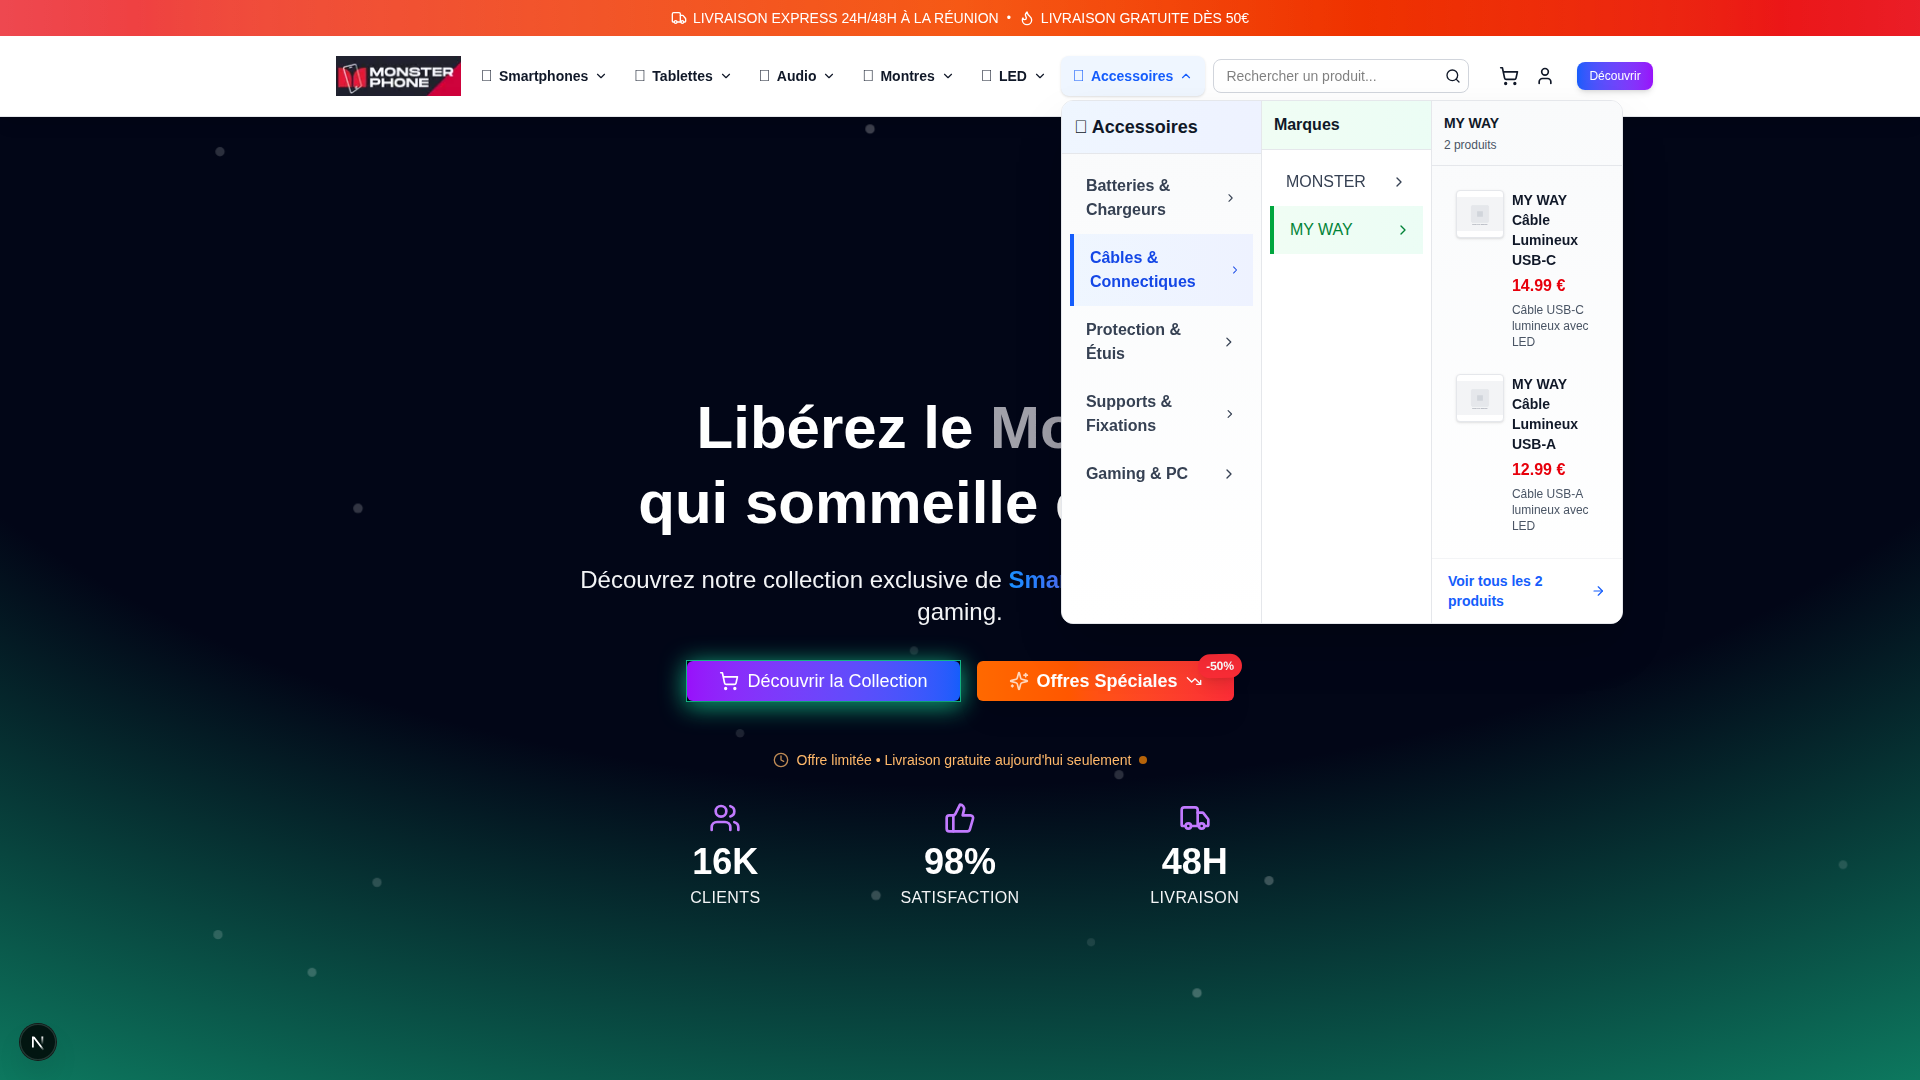 LIVRAISON EXPRESS 24H/48H À LA RÉUNION • LIVRAISON GRATUITE DÈS 50€
MONSTER
PHONE
Smartphones
Tablettes
Audio
Montres
LED
Accessoires
Rechercher un produit...
Découvrir
Accessoires
Batteries &
Chargeurs
Câbles &
Connectiques
Protection &
Étuis
Supports &
Fixations
Gaming & PC
Marques
MONSTER
MY WAY
MY WAY
2 produits
MY WAY
Câble
Lumineux
USB-C
14.99 €
Câble USB-C
lumineux avec
LED
MY WAY
Câble
Lumineux
USB-A
12.99 €
Câble USB-A
lumineux avec
LED
Voir tous les 2
produits
Libérez le
qui sommeille
Découvrez notre collection exclusive de
gaming.
Découvrir la Collection
Offres Spéciales
-50%
Offre limitée • Livraison gratuite aujourd'hui seulement
16K
CLIENTS
98%
SATISFACTION
48H
LIVRAISON
N